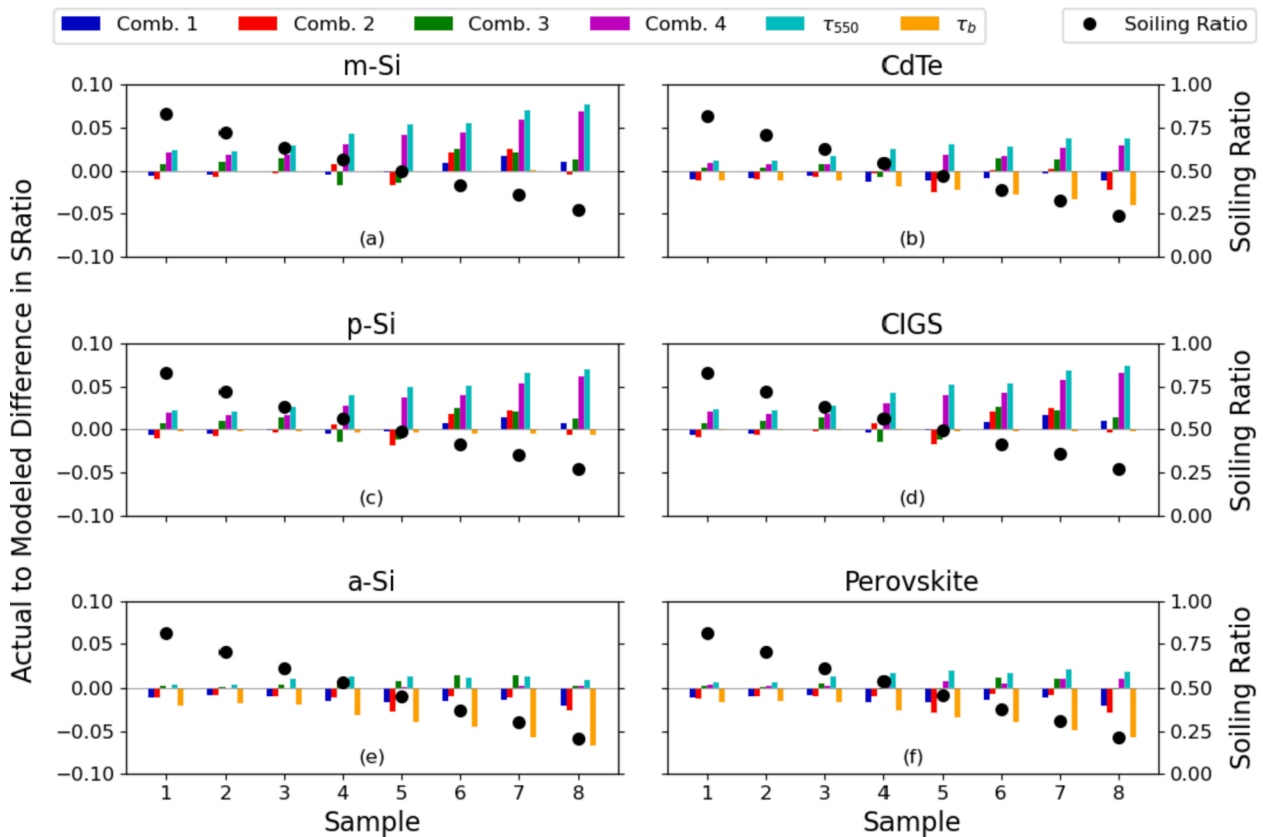 Comb. 1 Comb. 2 Comb. 3 Comb. 4 τ550 τb Soiling Ratio
m-Si CdTe
0.10 1.00
0.05 0.75
0.00 0.50
−0.05 0.25
−0.10 0.00
(a) (b)
p-Si CIGS
0.10 1.00
0.05 0.75
0.00 0.50
−0.05 0.25
−0.10 0.00
(c) (d)
a-Si Perovskite
0.10 1.00
0.05 0.75
0.00 0.50
−0.05 0.25
−0.10 0.00
(e) (f)
1 2 3 4 5 6 7 8 1 2 3 4 5 6 7 8
Sample Sample
Actual to Modeled Difference in SRatio
Soiling Ratio
Soiling Ratio
Soiling Ratio